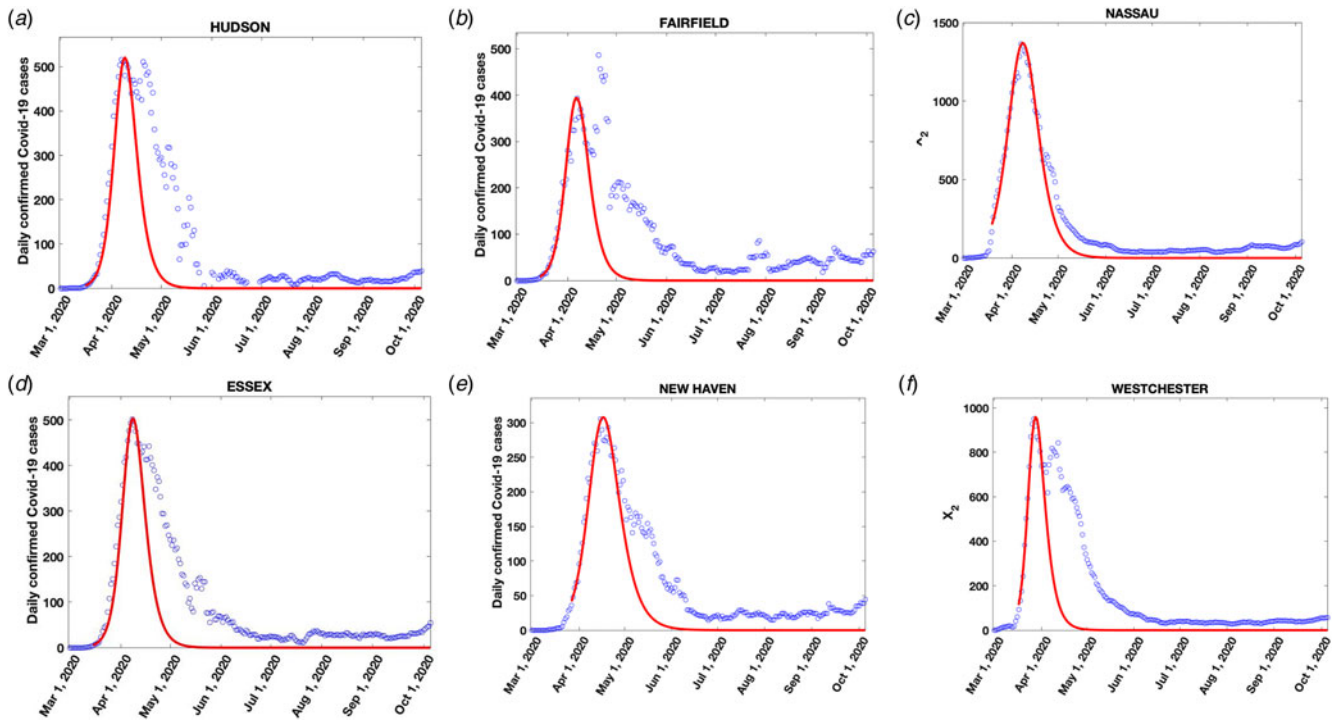 (a)
HUDSON
Daily confirmed Covid-19 cases
500
400
300
200
100
0
Mar 1, 2020
Apr 1, 2020
May 1, 2020
Jun 1, 2020
Jul 1, 2020
Aug 1, 2020
Sep 1, 2020
Oct 1, 2020
(b)
FAIRFIELD
Daily confirmed Covid-19 cases
500
400
300
200
100
0
Mar 1, 2020
Apr 1, 2020
May 1, 2020
Jun 1, 2020
Jul 1, 2020
Aug 1, 2020
Sep 1, 2020
Oct 1, 2020
(c)
NASSAU
2
1500
1000
500
0
Mar 1, 2020
Apr 1, 2020
May 1, 2020
Jun 1, 2020
Jul 1, 2020
Aug 1, 2020
Sep 1, 2020
Oct 1, 2020
(d)
ESSEX
Daily confirmed Covid-19 cases
500
400
300
200
100
0
Mar 1, 2020
Apr 1, 2020
May 1, 2020
Jun 1, 2020
Jul 1, 2020
Aug 1, 2020
Sep 1, 2020
Oct 1, 2020
(e)
NEW HAVEN
Daily confirmed Covid-19 cases
300
250
200
150
100
50
0
Mar 1, 2020
Apr 1, 2020
May 1, 2020
Jun 1, 2020
Jul 1, 2020
Aug 1, 2020
Sep 1, 2020
Oct 1, 2020
(f)
WESTCHESTER
X2
1000
800
600
400
200
0
Mar 1, 2020
Apr 1, 2020
May 1, 2020
Jun 1, 2020
Jul 1, 2020
Aug 1, 2020
Sep 1, 2020
Oct 1, 2020